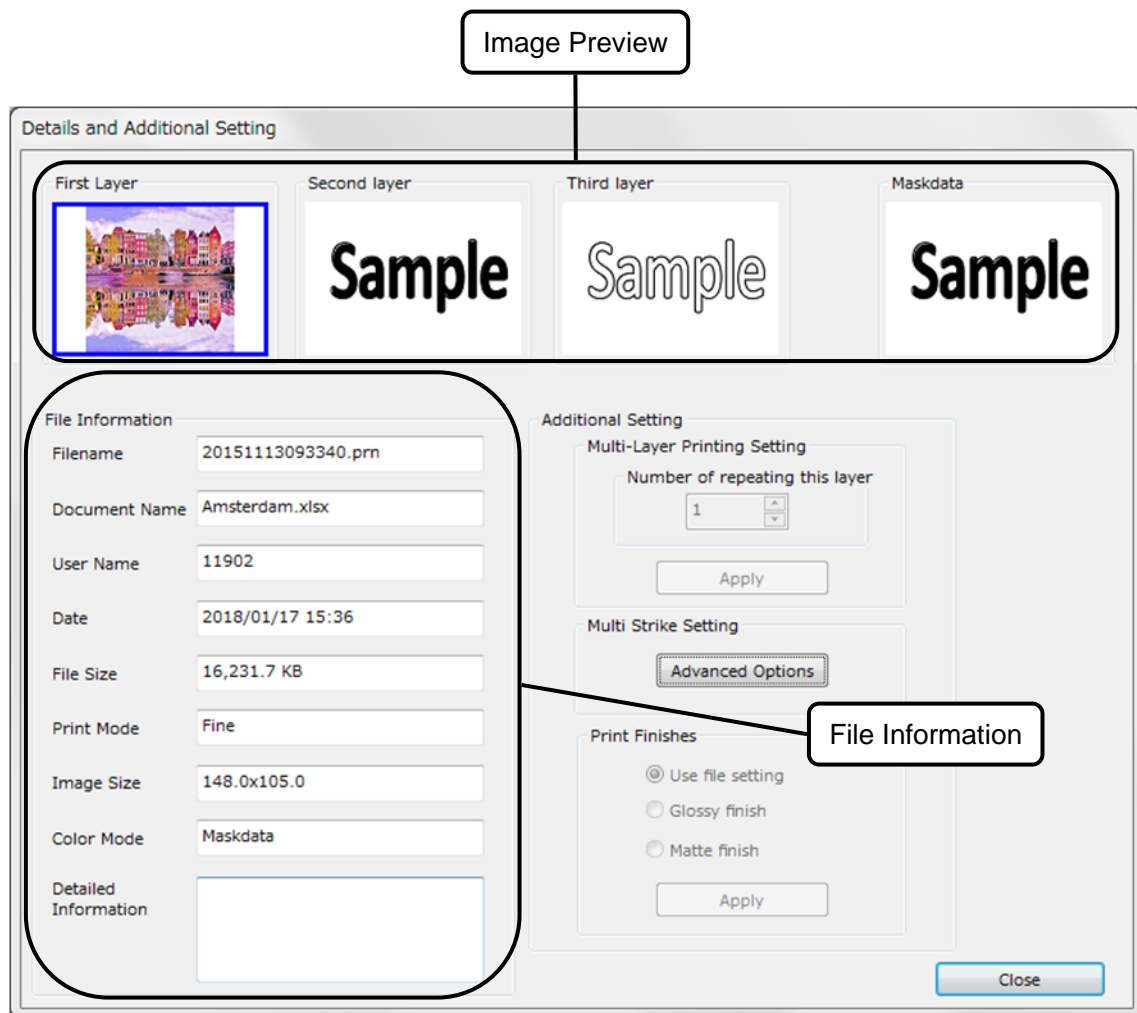 Image Preview
Details and Additional Setting
First Layer
Second layer
Third layer
Maskdata
Sample
Sample
Sample
File Information
Filename
20151113093340.prn
Document Name
Amsterdam.xlsx
User Name
11902
Date
2018/01/17 15:36
File Size
16,231.7 KB
Print Mode
Fine
Image Size
148.0x105.0
Color Mode
Maskdata
Detailed
Information
Additional Setting
Multi-Layer Printing Setting
Number of repeating this layer
1
Apply
Multi Strike Setting
Advanced Options
File Information
Print Finishes
Use file setting
Glossy finish
Matte finish
Apply
Close